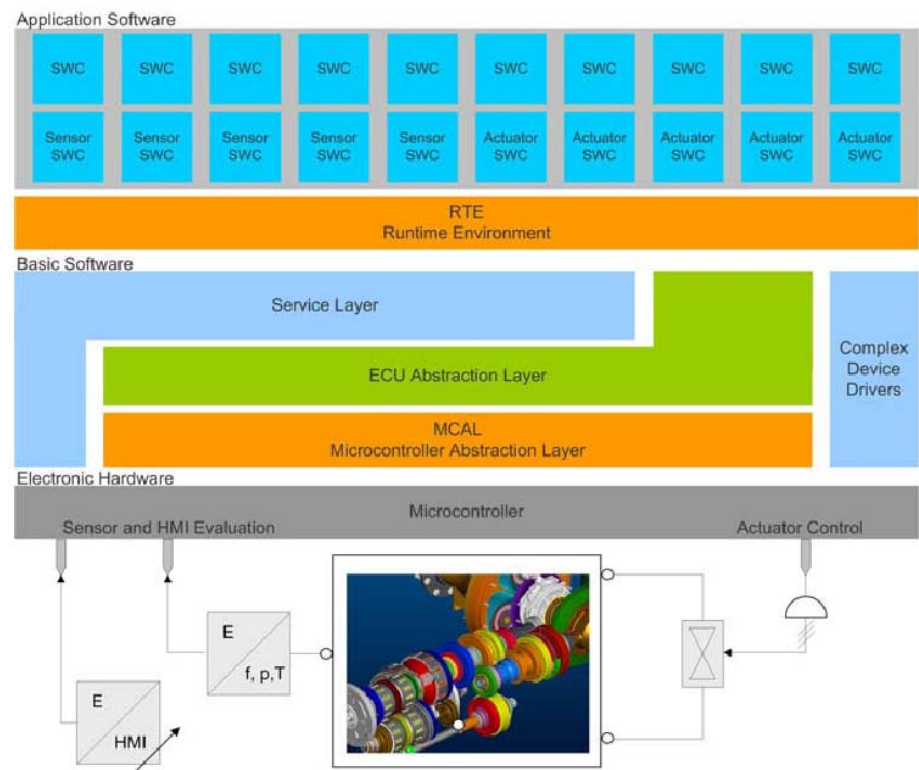 Application Software
SWC SWC SWC SWC SWC SWC SWC SWC SWC SWC
Sensor Sensor Sensor Sensor Sensor Actuator Actuator Actuator Actuator Actuator
SWC SWC SWC SWC SWC SWC SWC SWC SWC SWC
RTE
Runtime Environment
Basic Software
Service Layer
ECU Abstraction Layer
Complex
Device
Drivers
MCAL
Microcontroller Abstraction Layer
Electronic Hardware
Microcontroller
Sensor and HMI Evaluation
Actuator Control
E
f, p,T
E
HMI